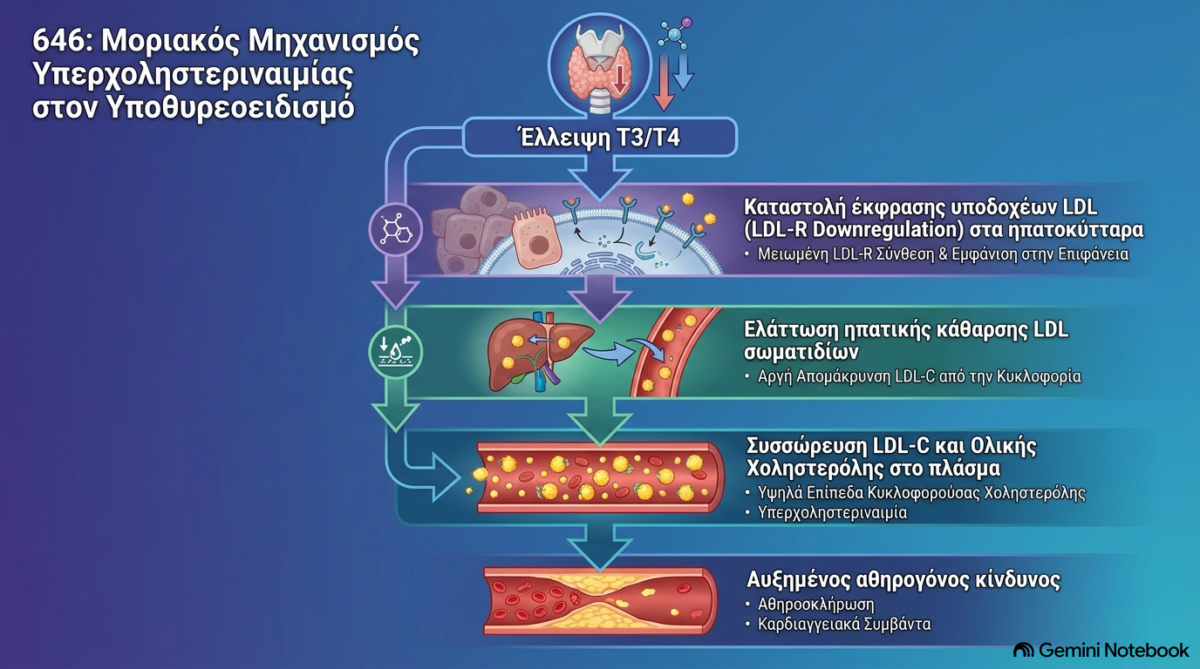 646: Μοριακός Μηχανισμός
Υπερχοληστεριναιμίας
στον Υποθυρεοειδισμό
Έλλειψη T3/T4
Καταστολή έκφρασης υποδοχέων LDL
(LDL-R Downregulation) στα ηπατοκύτταρα
• Μειωμένη LDL-R Σύνθεση & Εμφάνιση στην Επιφάνεια
Ελάττωση ηπατικής κάθαρσης LDL
σωματιδίων
• Αργή Απομάκρυνση LDL-C από την Κυκλοφορία
Συσσώρευση LDL-C και Ολικής
Χοληστερόλης στο πλάσμα
• Υψηλά Επίπεδα Κυκλοφορούσας Χοληστερόλης
• Υπερχοληστεριναιμία
Αυξημένος αθηρογόνος κίνδυνος
• Αθηροσκλήρωση
• Καρδιαγγειακά Συμβάντα
Gemini Notebook